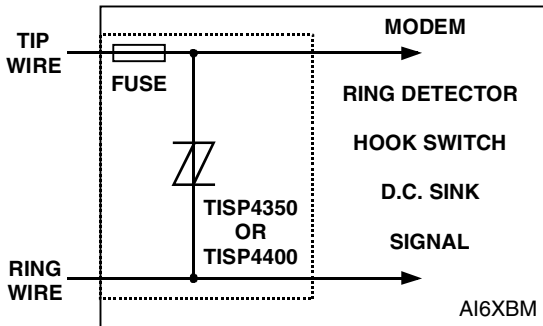 TIP
WIRE
FUSE
MODEM
RING DETECTOR
HOOK SWITCH
D.C. SINK
SIGNAL
TISP4350
OR
TISP4400
RING
WIRE
AI6XBM